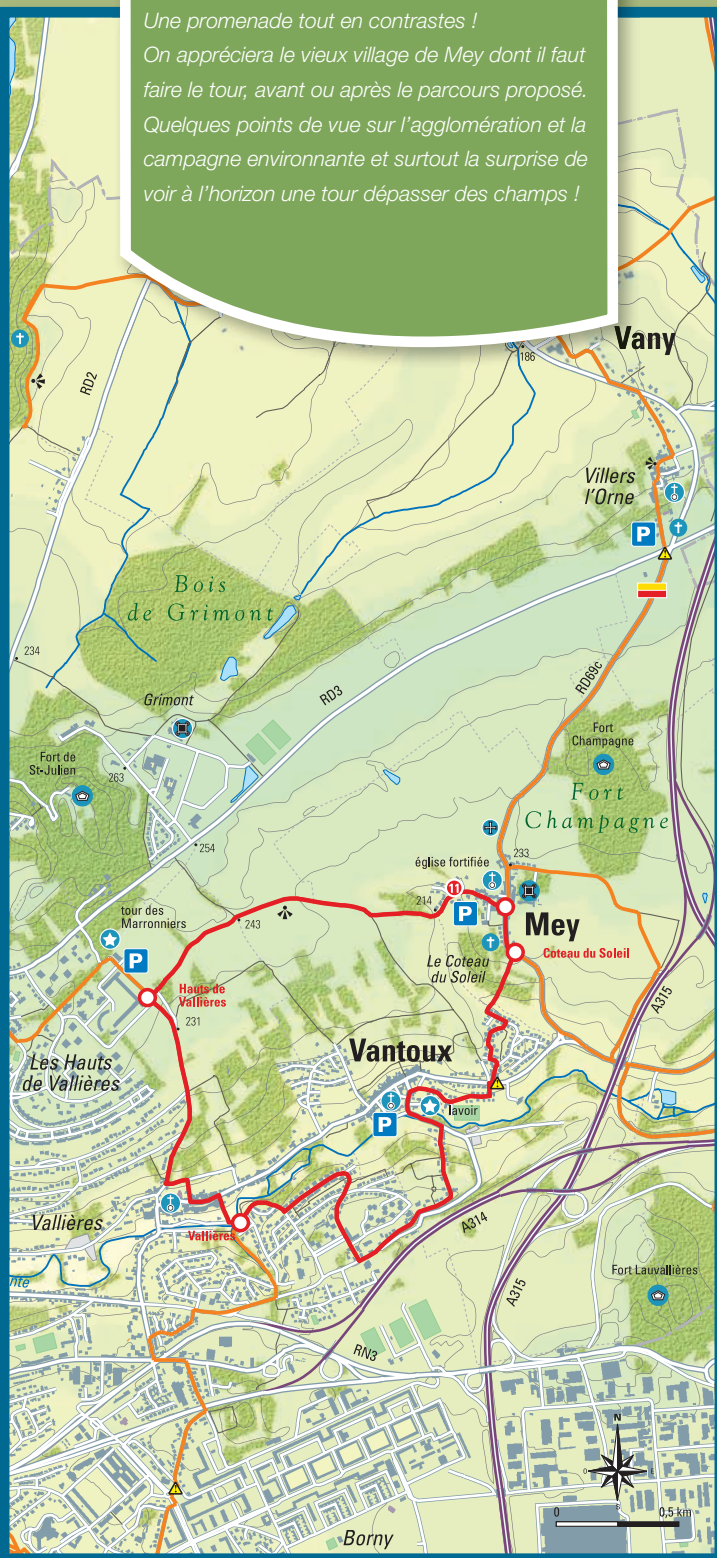 Une promenade tout en contrastes !
On appréciera le vieux village de Mey dont il faut
faire le tour, avant ou après le parcours proposé.
Quelques points de vue sur l'agglomération et la
campagne environnante et surtout la surprise de
voir à l'horizon une tour dépasser des champs !
Vany
186
RD2
Villers
l'Orne
P
Bois
de Grimont
234
Grimont
RD3
RD69c
Fort de
St-Julien
263
Fort
Champagne
Fort
Champagne
254
233
église fortifiée
11
214
P
Mey
tour des
Marronniers
243
P
Le Coteau
du Soleil
Coteau du Soleil
Hauts de
Vallières
231
A315
Les Hauts
de Vallières
Vantoux
lavoir
P
Vallières
Vallières
A314
Fort Lauvallières
A315
nte
RN3
N
O
E
S
0
0,5 km
Borny